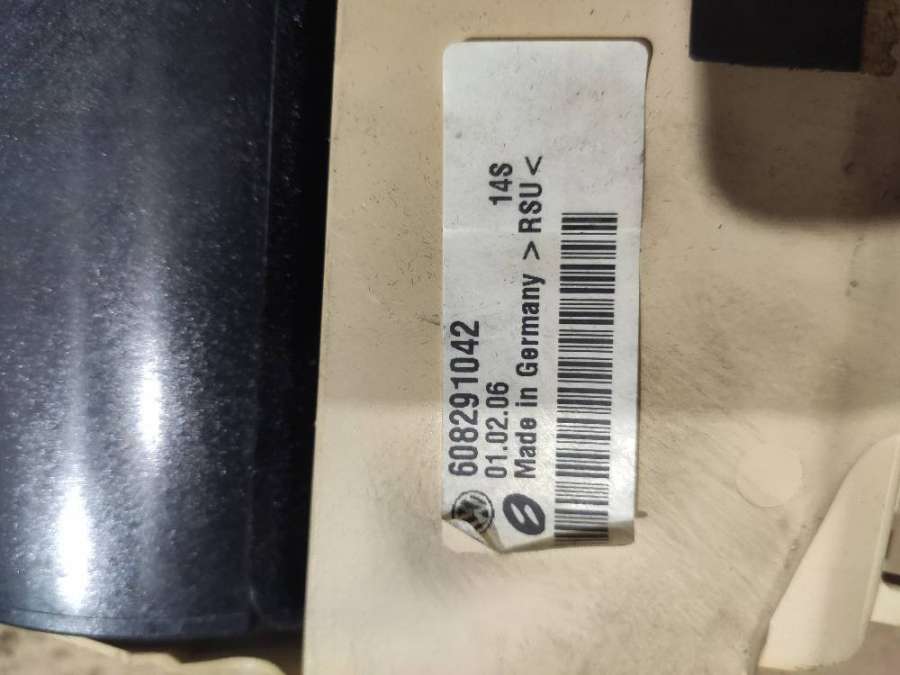 608291042
01.02.06 14S
Made in Germany >RSU<